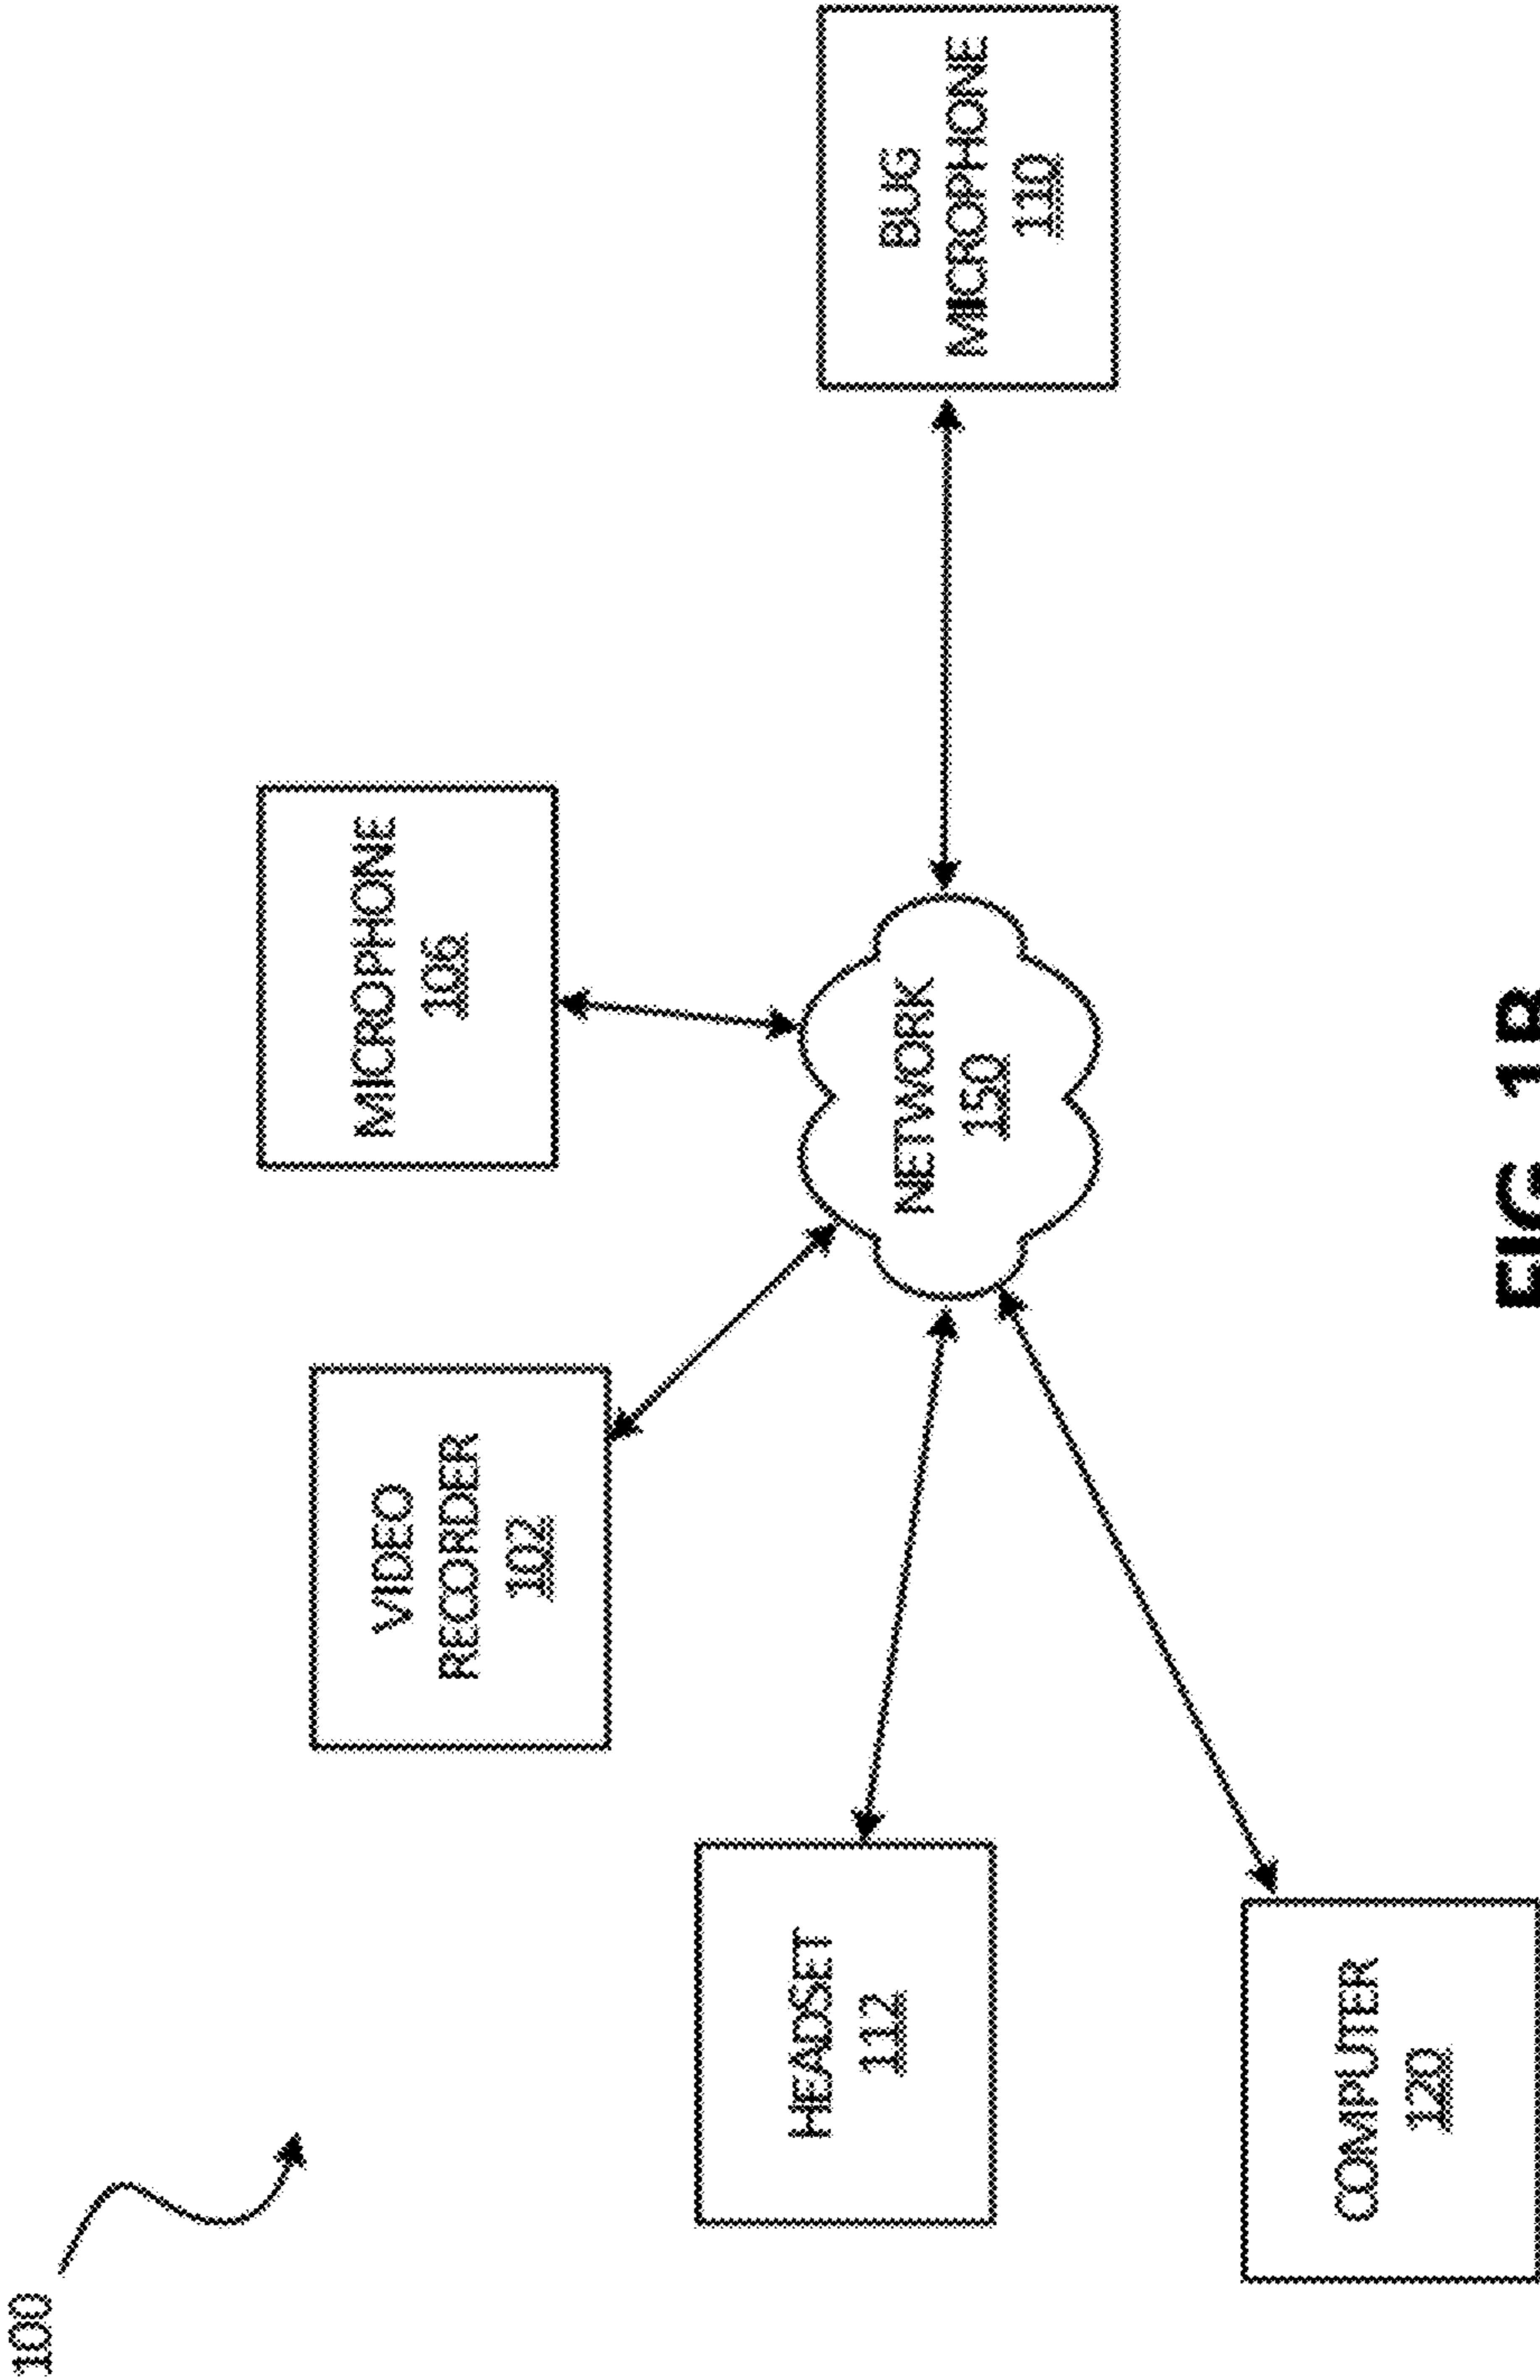 100
MICROPHONE
106
VIDEO
RECORDER
102
HEADSET
112
NETWORK
150
BUG
MICROPHONE
110
COMPUTER
120
FIG. 1B